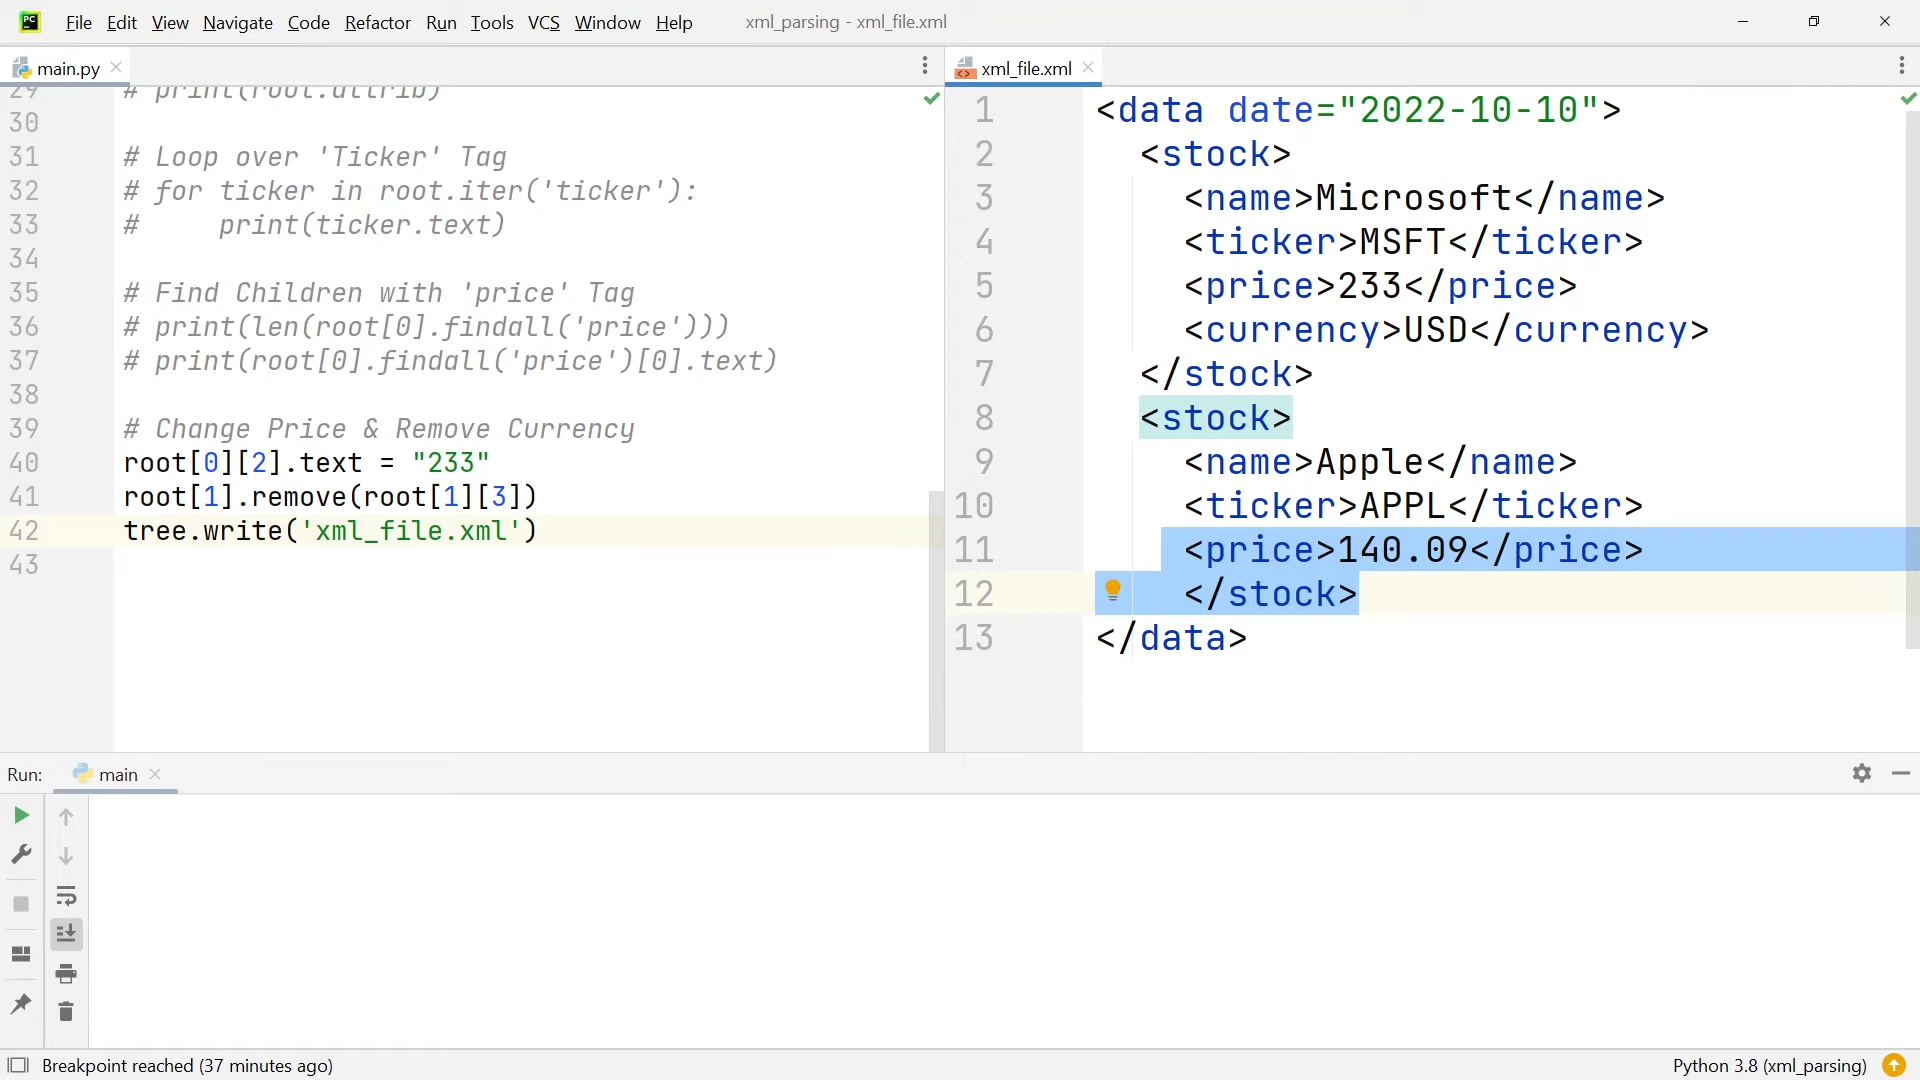 PC
File Edit View Navigate Code Refactor Run Tools VCS Window Help
xml_parsing - xml_file.xml
main.py
29 # print(root.attrib)
30
31 # Loop over 'Ticker' Tag
32 # for ticker in root.iter('ticker'):
33 #     print(ticker.text)
34
35 # Find Children with 'price' Tag
36 # print(len(root[0].findall('price')))
37 # print(root[0].findall('price')[0].text)
38
39 # Change Price & Remove Currency
40 root[0][2].text = "233"
41 root[1].remove(root[1][3])
42 tree.write('xml_file.xml')
43
xml_file.xml
1 <data date="2022-10-10">
2   <stock>
3     <name>Microsoft</name>
4     <ticker>MSFT</ticker>
5     <price>233</price>
6     <currency>USD</currency>
7   </stock>
8   <stock>
9     <name>Apple</name>
10     <ticker>APPL</ticker>
11     <price>140.09</price>
12     </stock>
13 </data>
Run: main
Breakpoint reached (37 minutes ago)
Python 3.8 (xml_parsing)